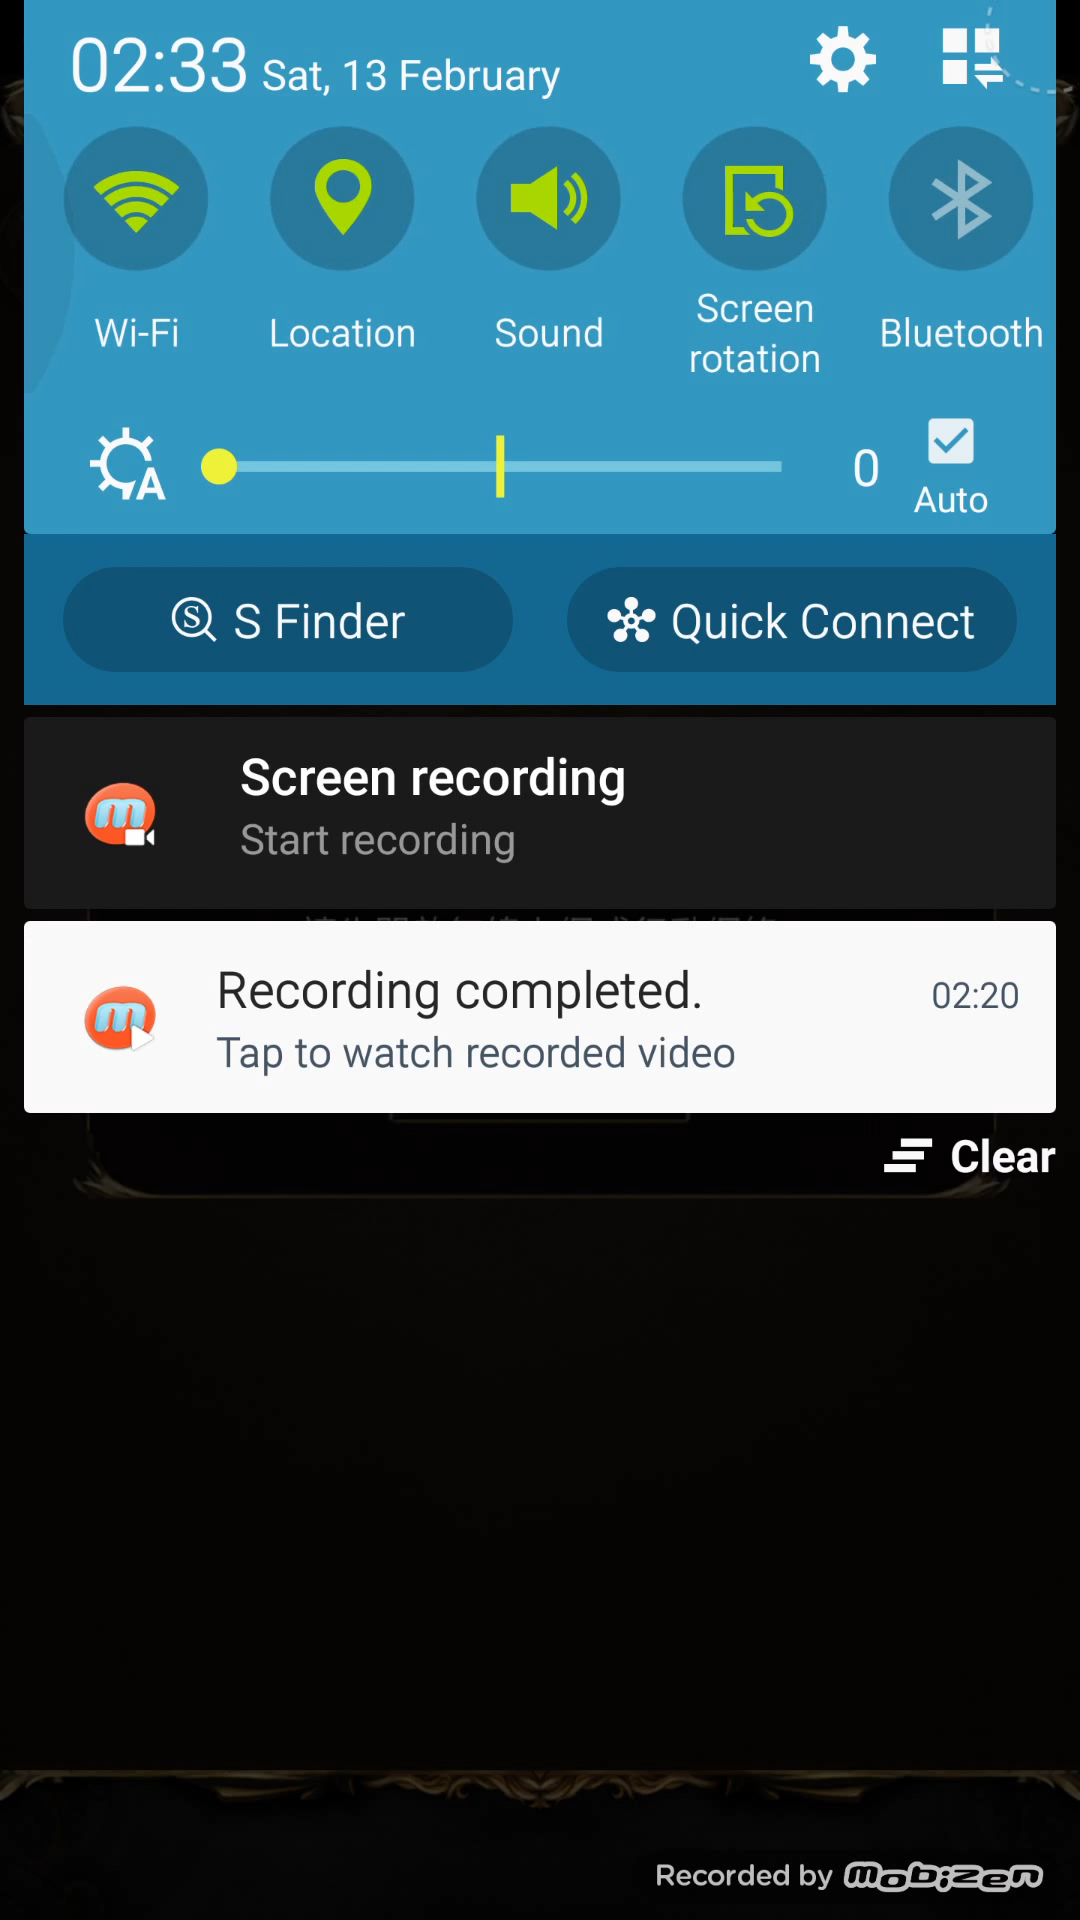 02:33 Sat, 13 February
Wi-Fi
Location
Sound
Screen rotation
Bluetooth
A
0
Auto
S Finder
Quick Connect
Screen recording
Start recording
Recording completed.
02:20
Tap to watch recorded video
Clear
Recorded by mobizen